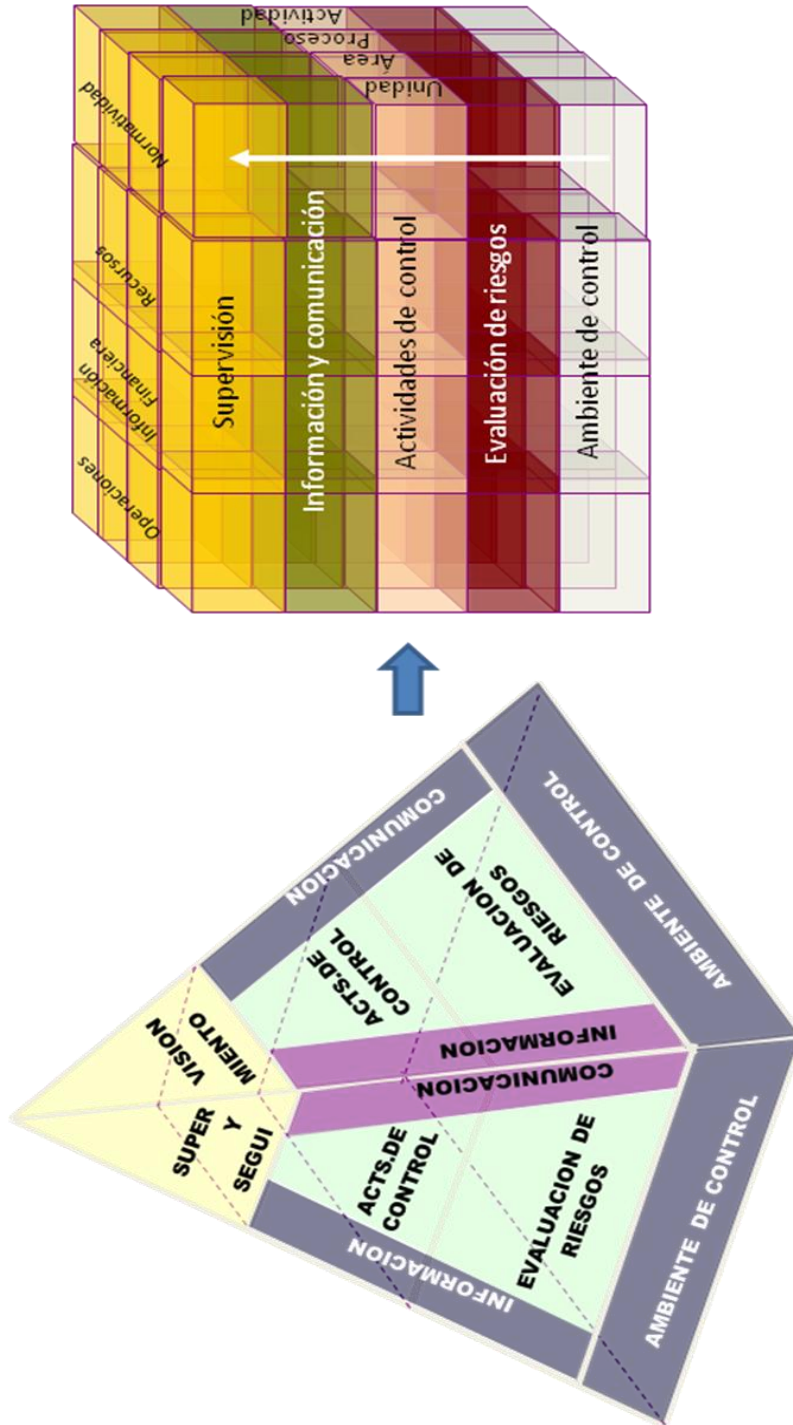 SUPER
VISION
Y
SEGUI
MIENTO
ACTS.DE
CONTROL
ACTS.DE
CONTROL
INFORMACION
COMUNICACION
INFORMACION
COMUNICACION
EVALUACION DE
RIESGOS
EVALUACION DE
RIESGOS
AMBIENTE DE CONTROL
AMBIENTE DE CONTROL
Operaciones
Información
Financiera
Recursos
Normatividad
Supervisión
Información y comunicación
Actividades de control
Evaluación de riesgos
Ambiente de control
Unidad
Área
Proceso
Actividad